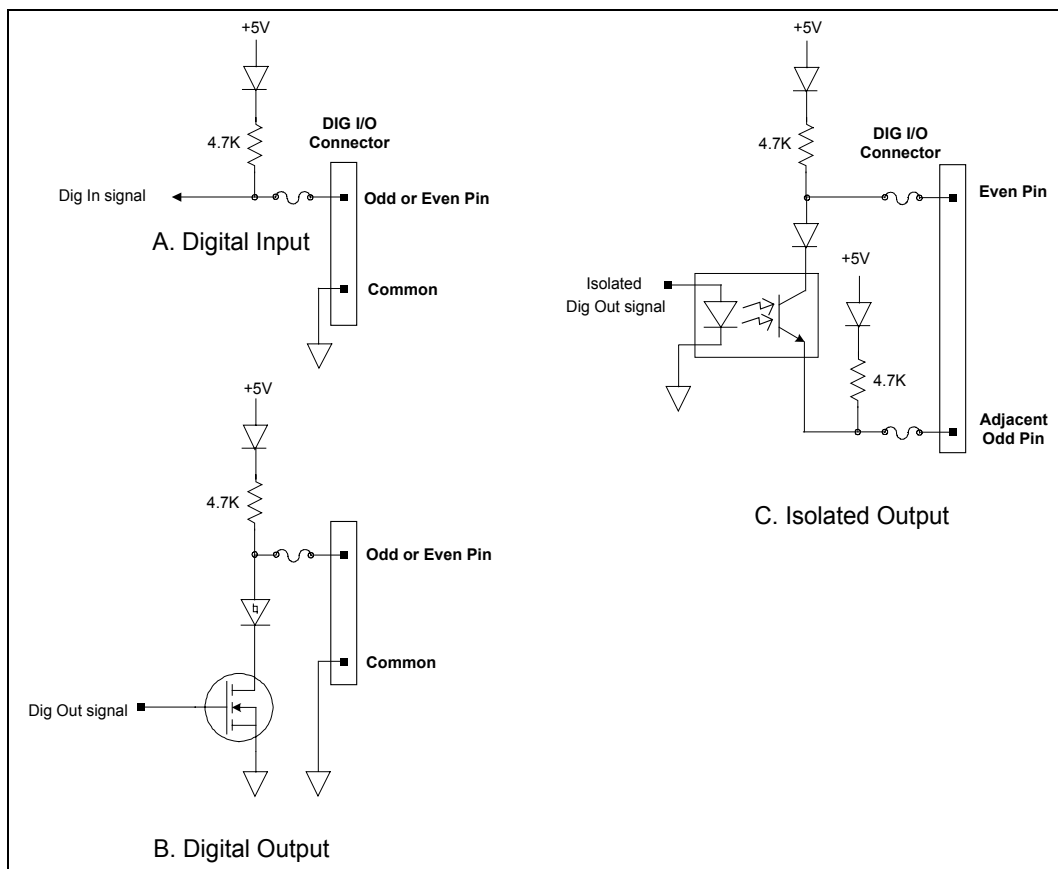 +5V
4.7K
DIG I/O
Connector
Dig In signal
Odd or Even Pin
A. Digital Input
Common
+5V
4.7K
Odd or Even Pin
Common
Dig Out signal
B. Digital Output
+5V
4.7K
DIG I/O
Connector
Even Pin
+5V
Isolated
Dig Out signal
4.7K
Adjacent
Odd Pin
C. Isolated Output